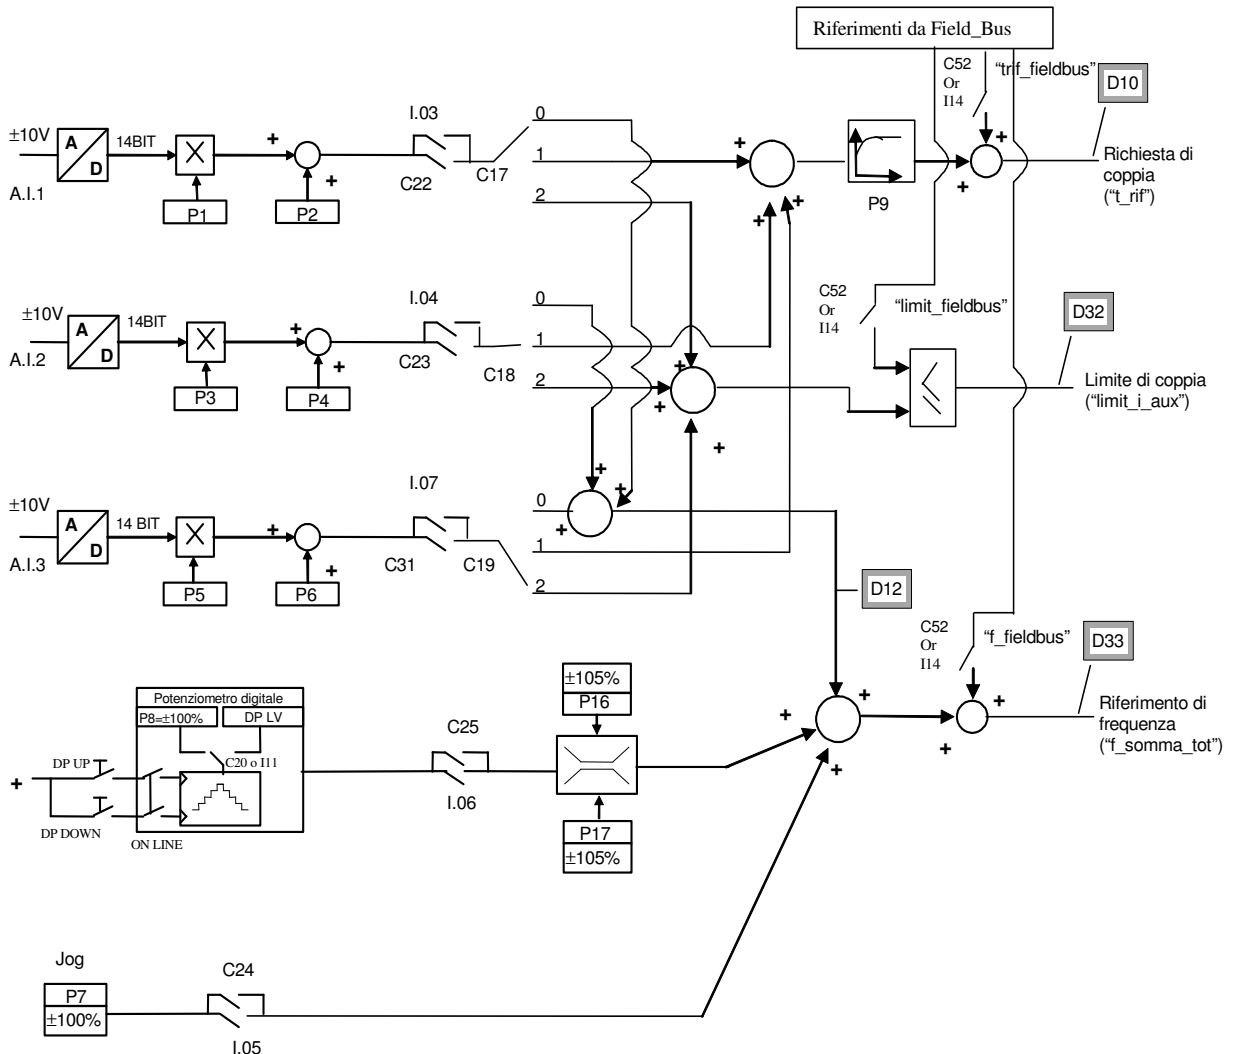 Riferimenti da Field_Bus
C52
Or
I14
“trif_fieldbus”
D10
±10V
A
D
14BIT
X
+
+
P1
P2
A.I.1
I.03
C22
C17
0
1
2
+
+
+
P9
+
+
Richiesta di
coppia
(“t_rif”)
±10V
A
D
14BIT
X
+
+
P3
P4
A.I.2
I.04
C23
C18
0
1
2
+
+
+
C52
Or
I14
“limit_fieldbus”
D32
Limite di coppia
(“limit_i_aux”)
±10V
A
D
14 BIT
X
+
+
P5
P6
A.I.3
I.07
C31
C19
0
1
2
+
+
+
D12
C52
Or
I14
“f_fieldbus”
D33
Potenziometro digitale
P8=±100%
DP LV
C20 o I11
DP UP
+
DP DOWN
ON LINE
C25
I.06
±105%
P16
P17
±105%
+
+
+
+
+
Riferimento di
frequenza
(“f_somma_tot”)
Jog
P7
±100%
C24
I.05